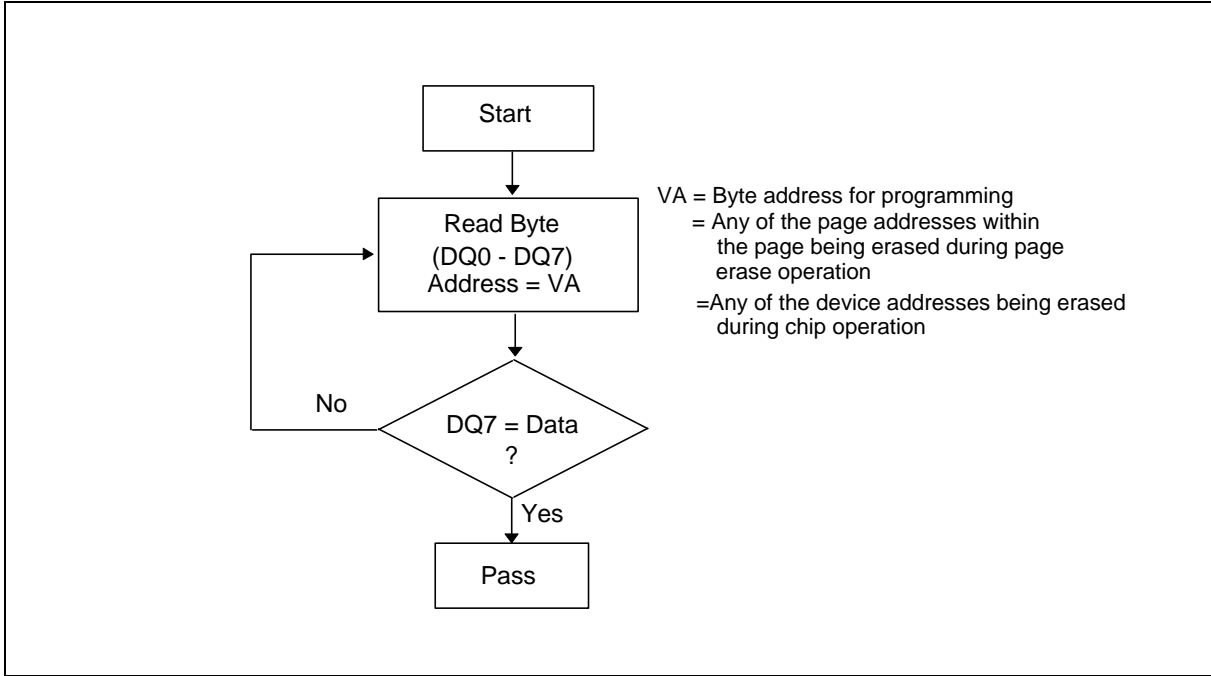 Start
Read Byte
(DQ0 - DQ7)
Address = VA
VA = Byte address for programming
= Any of the page addresses within
the page being erased during page
erase operation
=Any of the device addresses being erased
during chip operation
No
DQ7 = Data
?
Yes
Pass